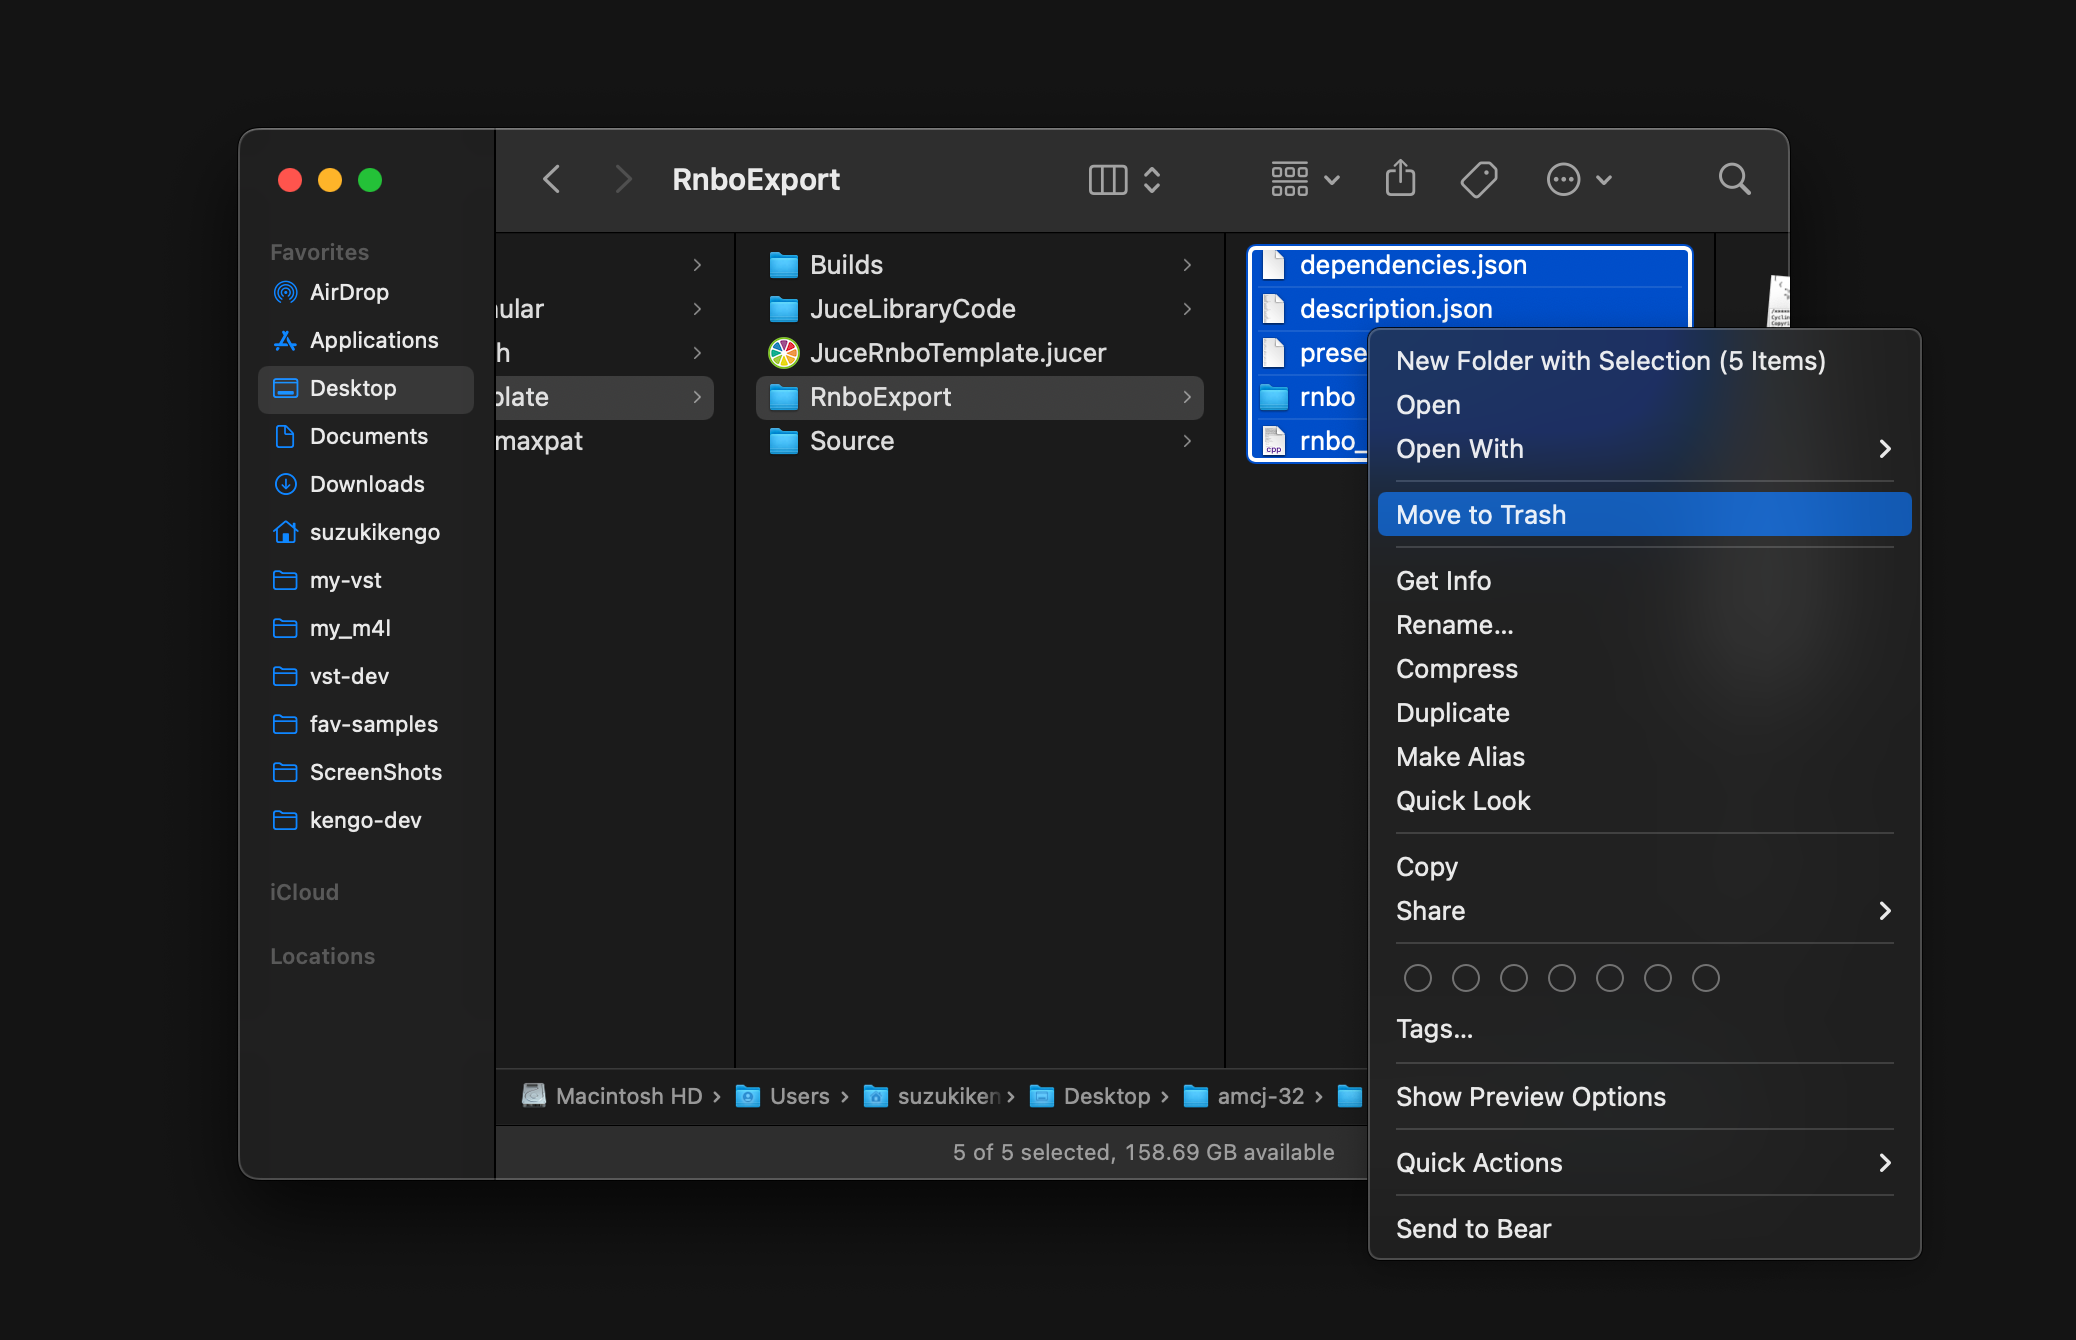 RnboExport
Favorites
AirDrop
Applications
Desktop
Documents
Downloads
suzukikengo
my-vst
my_m4l
vst-dev
fav-samples
ScreenShots
kengo-dev
iCloud
Locations
ular
h
plate
maxpat
Builds
JuceLibraryCode
JuceRnboTemplate.jucer
RnboExport
Source
dependencies.json
description.json
prese
rnbo
rnbo_
cpp
New Folder with Selection (5 Items)
Open
Open With
Move to Trash
Get Info
Rename...
Compress
Duplicate
Make Alias
Quick Look
Copy
Share
Tags...
Show Preview Options
Quick Actions
Send to Bear
Macintosh HD › Users › suzukiken › Desktop › amcj-32 ›
5 of 5 selected, 158.69 GB available